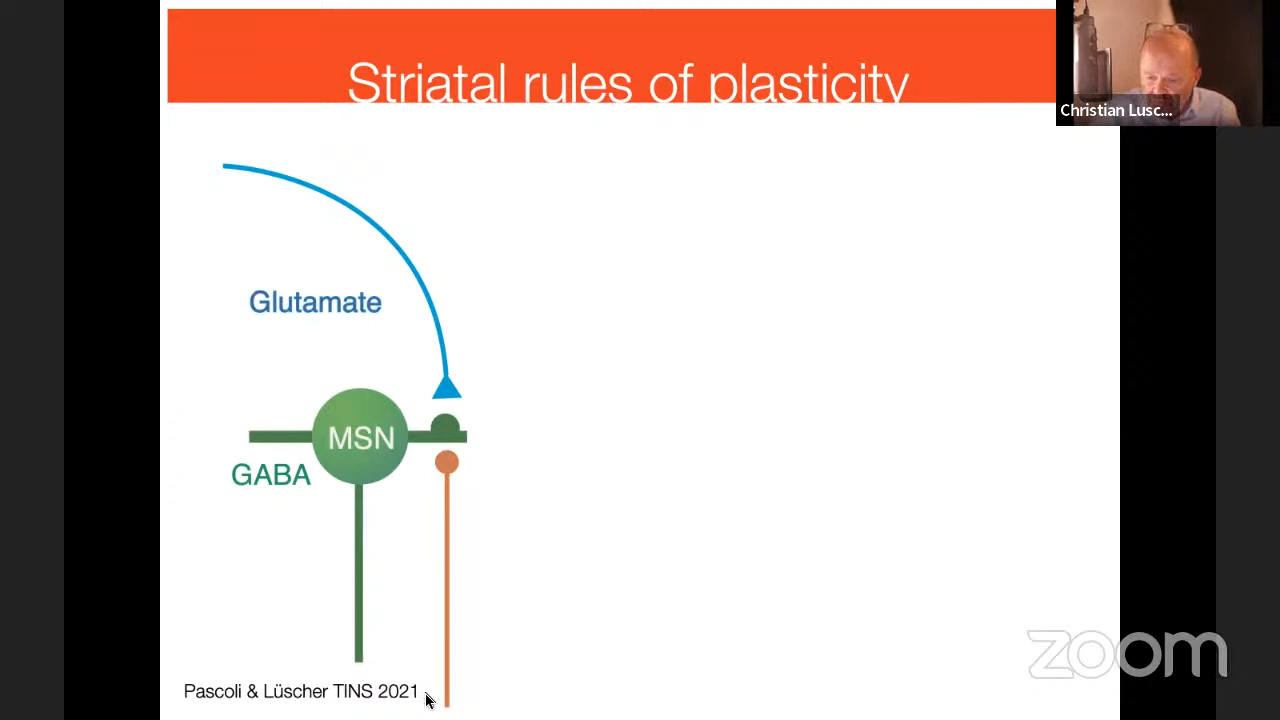 Striatal rules of plasticity
Christian Lusc...
Glutamate
MSN
GABA
Pascoli & Lüscher TINS 2021
zoom